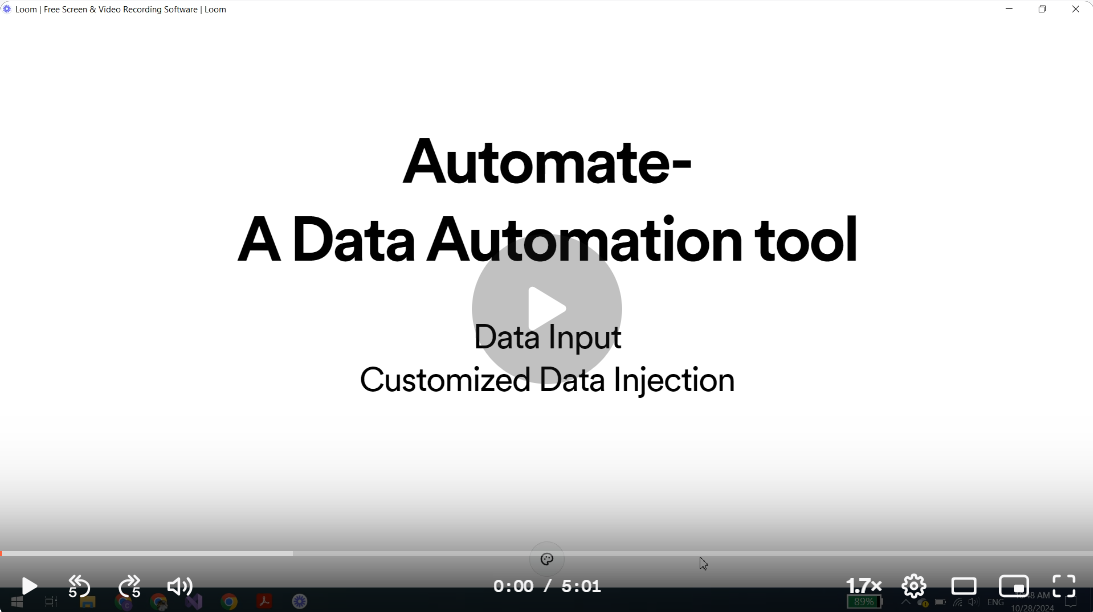 Loom | Free Screen & Video Recording Software | Loom
Automate-
A Data Automation tool
Data Input
Customized Data Injection
5
5
0:00 / 5:01
1.7×
89%
ENG
10/28/2024